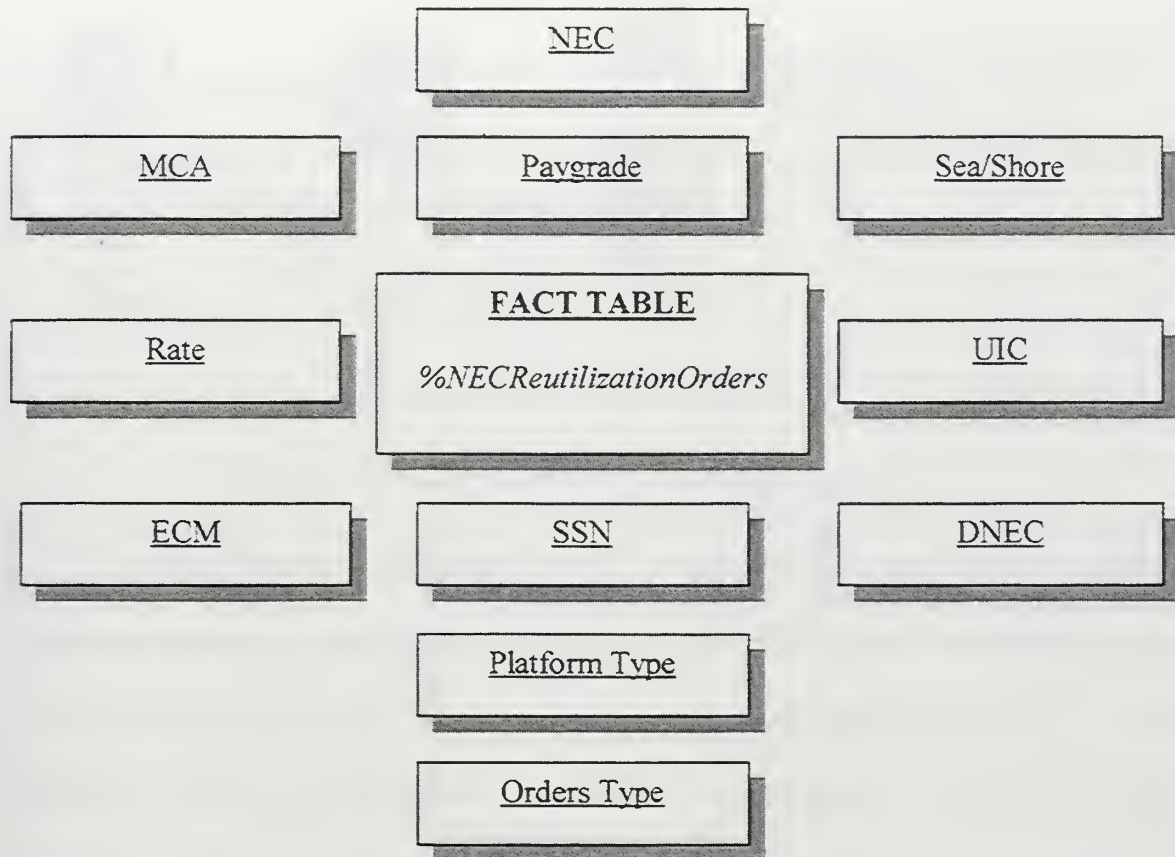 NEC
MCA
Paygrade
Sea/Shore
FACT TABLE
%NECReutilizationOrders
Rate
UIC
ECM
SSN
DNEC
Platform Type
Orders Type